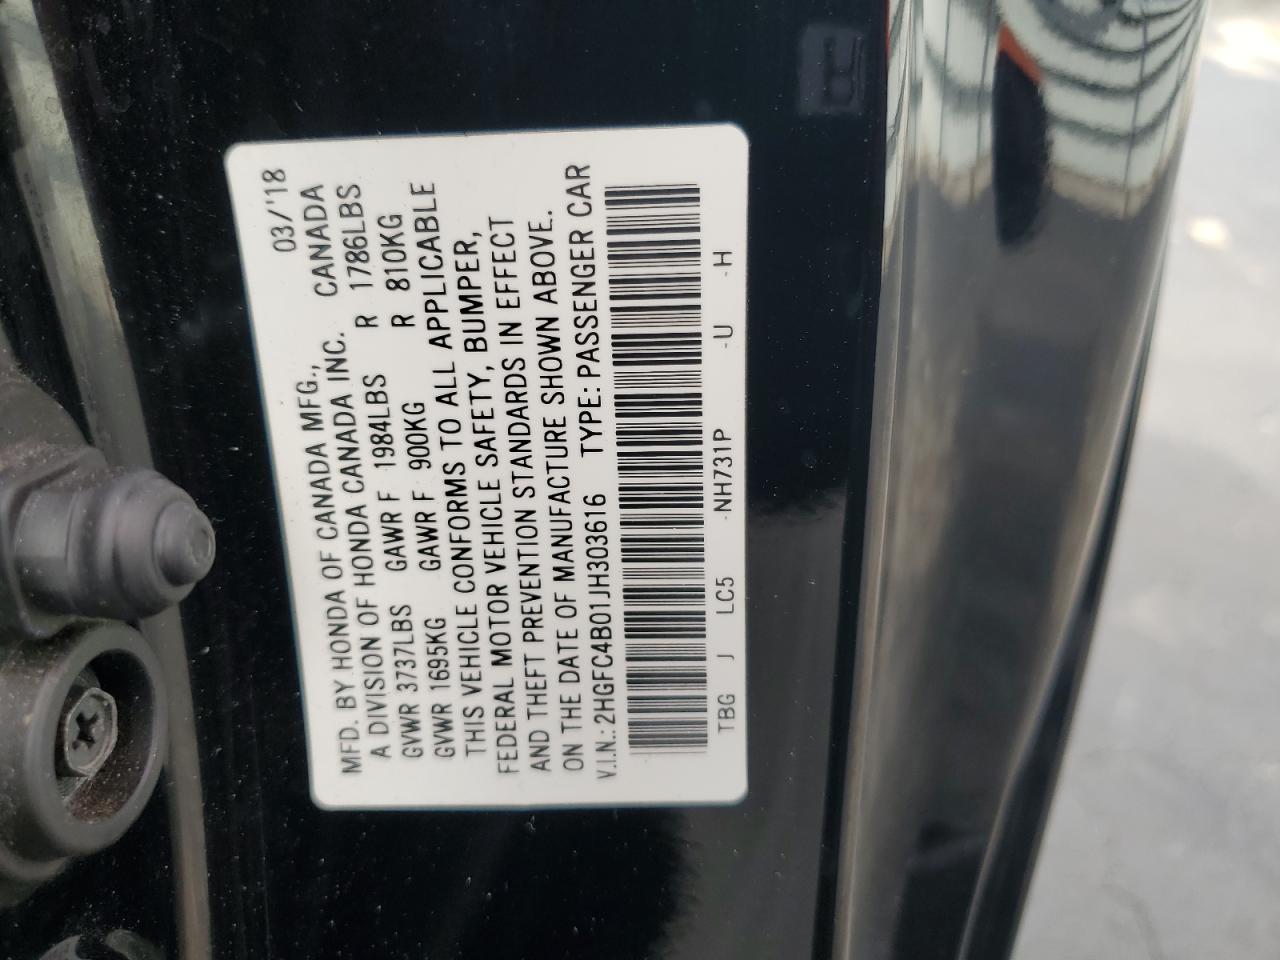 03/'18
MFD. BY HONDA OF CANADA MFG., CANADA
A DIVISION OF HONDA CANADA INC.
GVWR 3737LBS GAWR F 1984LBS R 1786LBS
GVWR 1695KG GAWR F 900KG R 810KG
THIS VEHICLE CONFORMS TO ALL APPLICABLE
FEDERAL MOTOR VEHICLE SAFETY, BUMPER,
AND THEFT PREVENTION STANDARDS IN EFFECT
ON THE DATE OF MANUFACTURE SHOWN ABOVE.
V.I.N.: 2HGFC4B01JH303616 TYPE: PASSENGER CAR
TBG J LC5 -NH731P -U -H